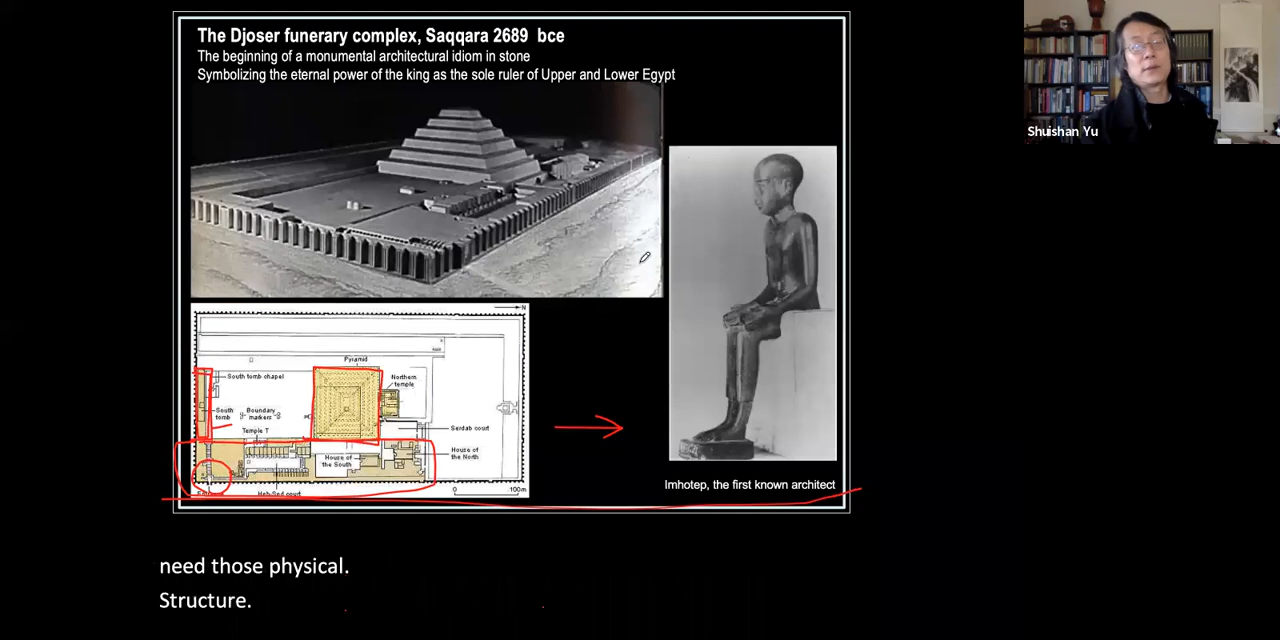 The Djoser funerary complex, Saqqara 2689 bce
The beginning of a monumental architectural idiom in stone
Symbolizing the eternal power of the king as the sole ruler of Upper and Lower Egypt
Shuishan Yu
N
Pyramid
South tomb chapel
Northern
temple
South
tomb
Boundary
markers
Temple T
Serdab court
House of
the South
House of
the North
Heb-Sed court
0
100m
Imhotep, the first known architect
need those physical.
Structure.